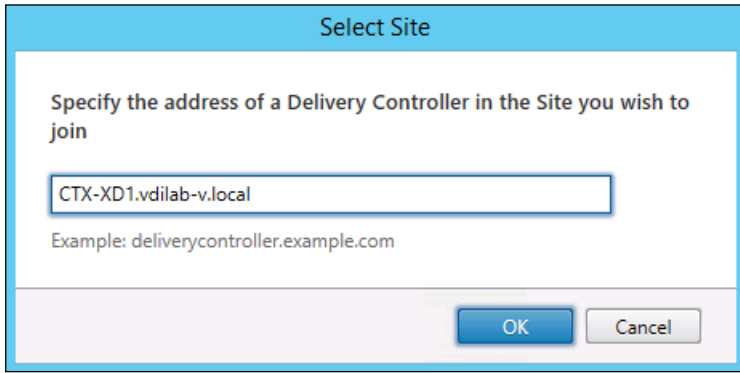 Select Site
Specify the address of a Delivery Controller in the Site you wish to
join
CTX-XD1.vdilab-v.local
Example: deliverycontroller.example.com
OK Cancel